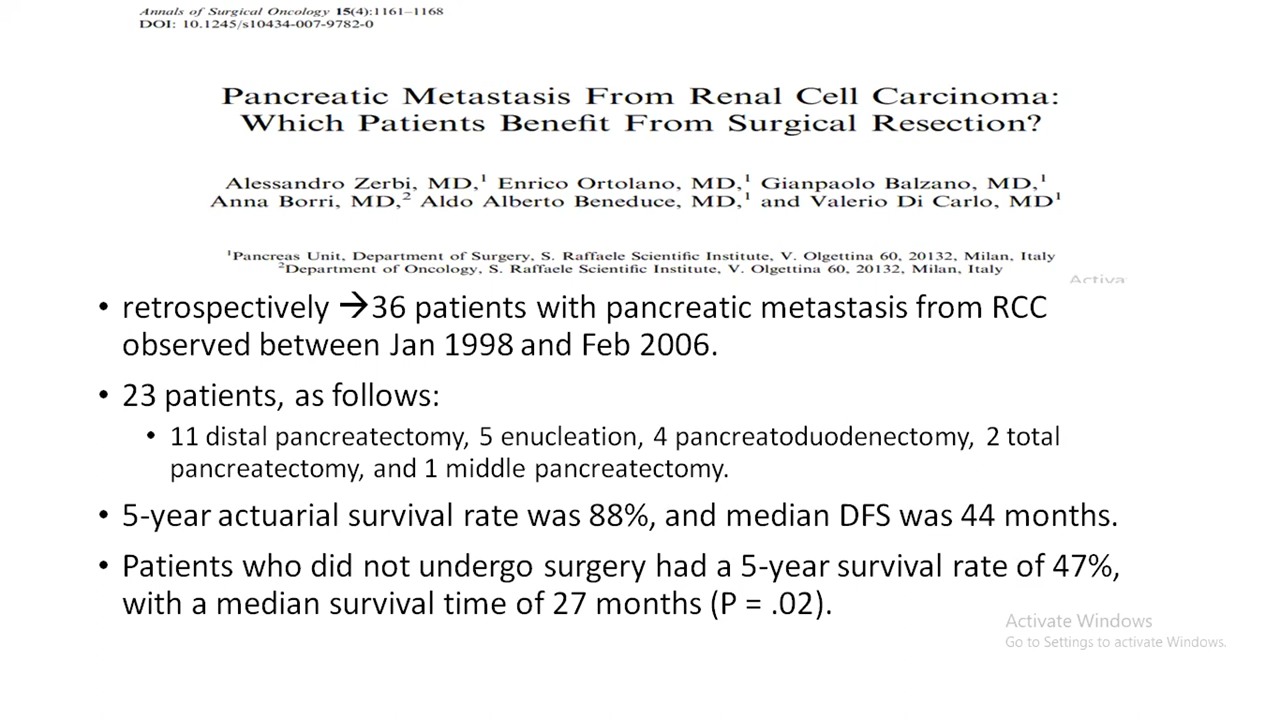 Annals of Surgical Oncology 15(4):1161–1168
DOI: 10.1245/s10434-007-9782-0
Pancreatic Metastasis From Renal Cell Carcinoma:
Which Patients Benefit From Surgical Resection?
Alessandro Zerbi, MD,1 Enrico Ortolano, MD,1 Gianpaolo Balzano, MD,1
Anna Borri, MD,2 Aldo Alberto Beneduce, MD,1 and Valerio Di Carlo, MD1
1Pancreas Unit, Department of Surgery, S. Raffaele Scientific Institute, V. Olgettina 60, 20132, Milan, Italy
2Department of Oncology, S. Raffaele Scientific Institute, V. Olgettina 60, 20132, Milan, Italy
Activa
• retrospectively →36 patients with pancreatic metastasis from RCC
observed between Jan 1998 and Feb 2006.
• 23 patients, as follows:
• 11 distal pancreatectomy, 5 enucleation, 4 pancreatoduodenectomy, 2 total
pancreatectomy, and 1 middle pancreatectomy.
• 5-year actuarial survival rate was 88%, and median DFS was 44 months.
• Patients who did not undergo surgery had a 5-year survival rate of 47%,
with a median survival time of 27 months (P = .02).
Activate Windows
Go to Settings to activate Windows.